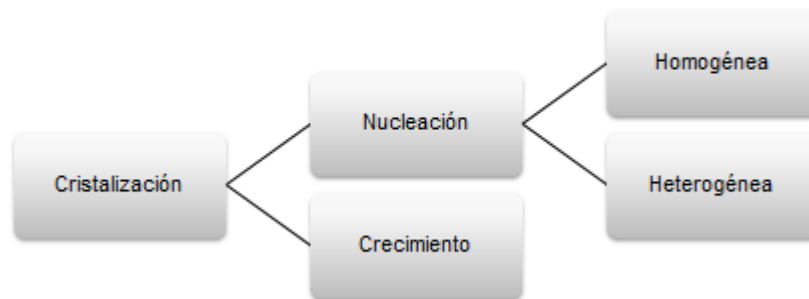 Homogénea
Nucleación
Heterogénea
Cristalización
Crecimiento